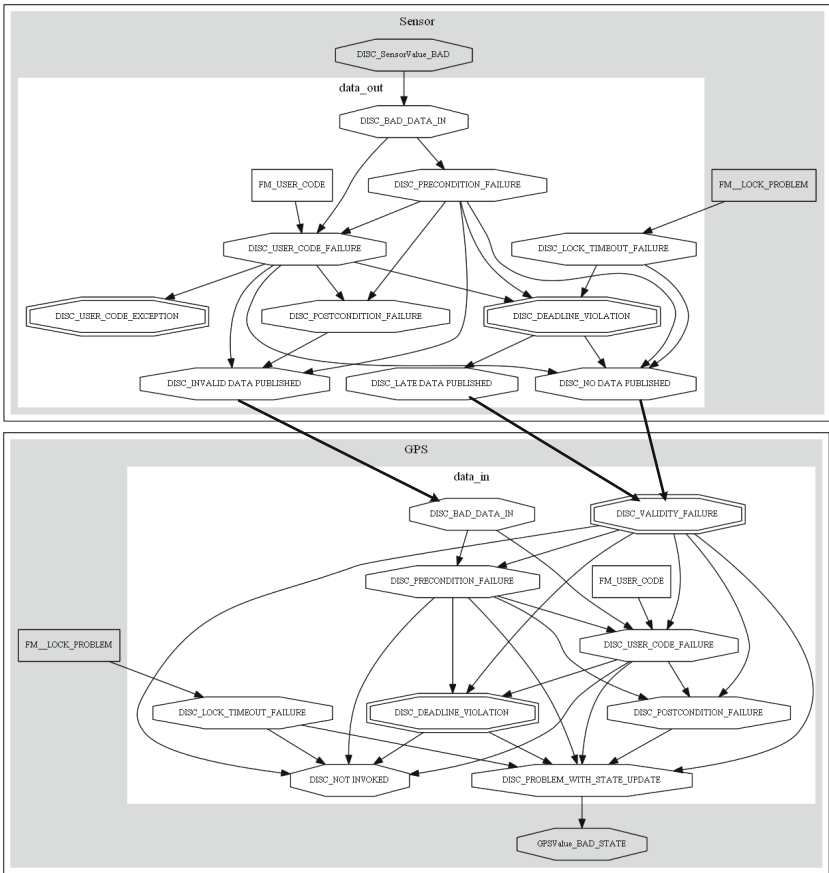 Sensor
DISC_SensorValue_BAD
data_out
DISC_BAD_DATA_IN
FM_USER_CODE
DISC_PRECONDITION_FAILURE
FM__LOCK_PROBLEM
DISC_USER_CODE_FAILURE
DISC_LOCK_TIMEOUT_FAILURE
DISC_USER_CODE_EXCEPTION
DISC_POSTCONDITION_FAILURE
DISC_DEADLINE_VIOLATION
DISC_INVALID DATA PUBLISHED
DISC_LATE DATA PUBLISHED
DISC_NO DATA PUBLISHED
GPS
data_in
DISC_BAD_DATA_IN
DISC_VALIDITY_FAILURE
DISC_PRECONDITION_FAILURE
FM_USER_CODE
FM__LOCK_PROBLEM
DISC_USER_CODE_FAILURE
DISC_LOCK_TIMEOUT_FAILURE
DISC_DEADLINE_VIOLATION
DISC_POSTCONDITION_FAILURE
DISC_NOT INVOKED
DISC_PROBLEM_WITH_STATE_UPDATE
GPSValue_BAD_STATE